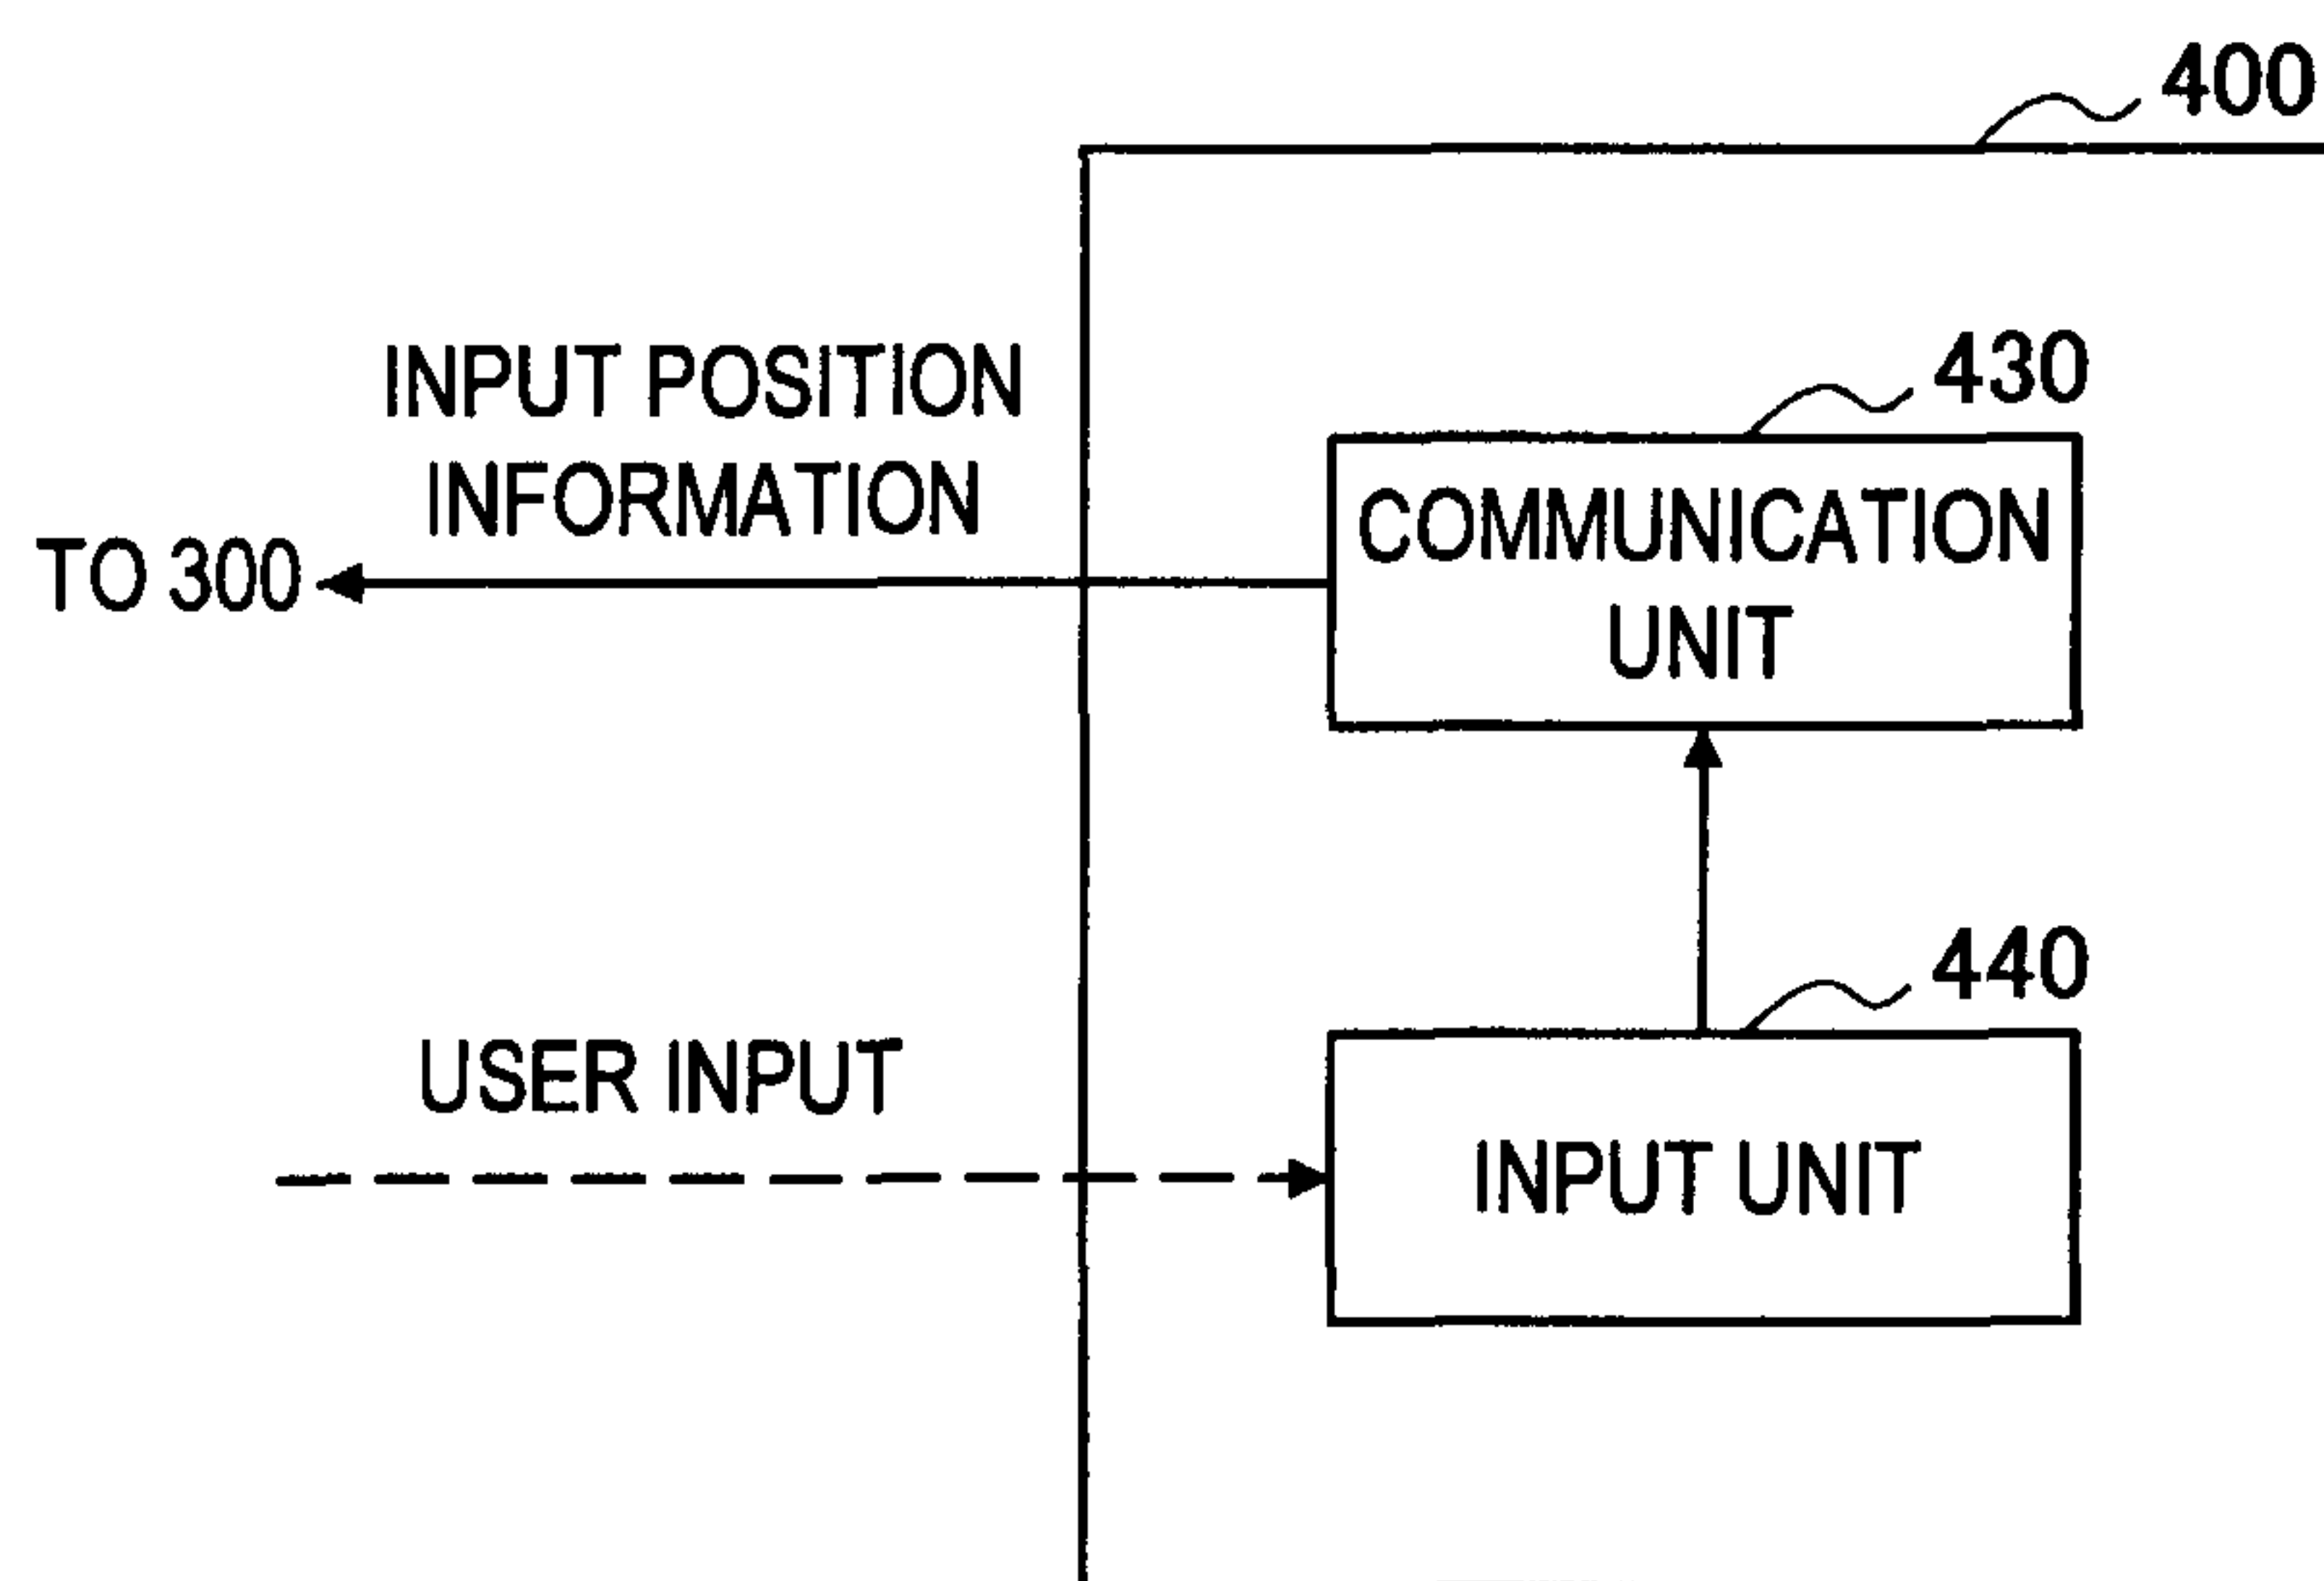 400
INPUT POSITION
INFORMATION
TO 300
430
COMMUNICATION
UNIT
440
USER INPUT
INPUT UNIT